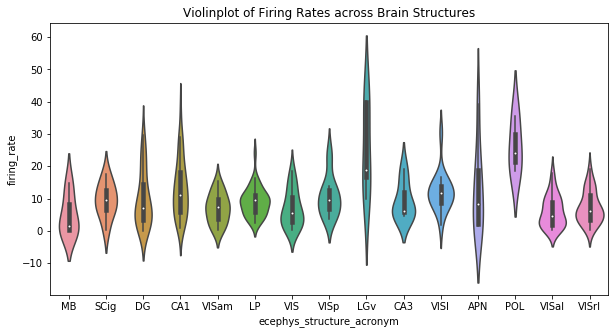 Violinplot of Firing Rates across Brain Structures
firing_rate
60
50
40
30
20
10
0
−10
MB SCig DG CA1 VISam LP VIS VISp LGv CA3 VISl APN POL VISal VISrl
ecephys_structure_acronym